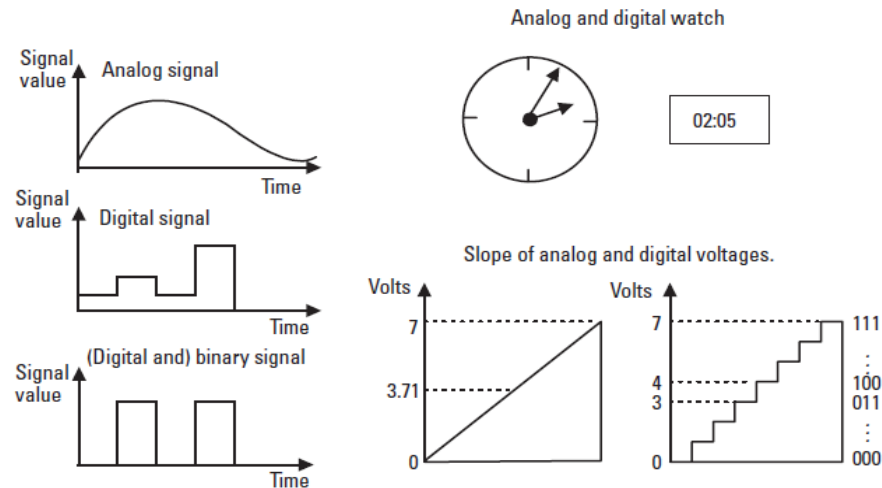 Analog and digital watch
Signal
value
Analog signal
Time
02:05
Signal
value
Digital signal
Time
(Digital and) binary signal
Signal
value
Time
Slope of analog and digital voltages.
Volts
7
3.71
0
Volts
7
4
3
0
111
⋮
100
011
⋮
000